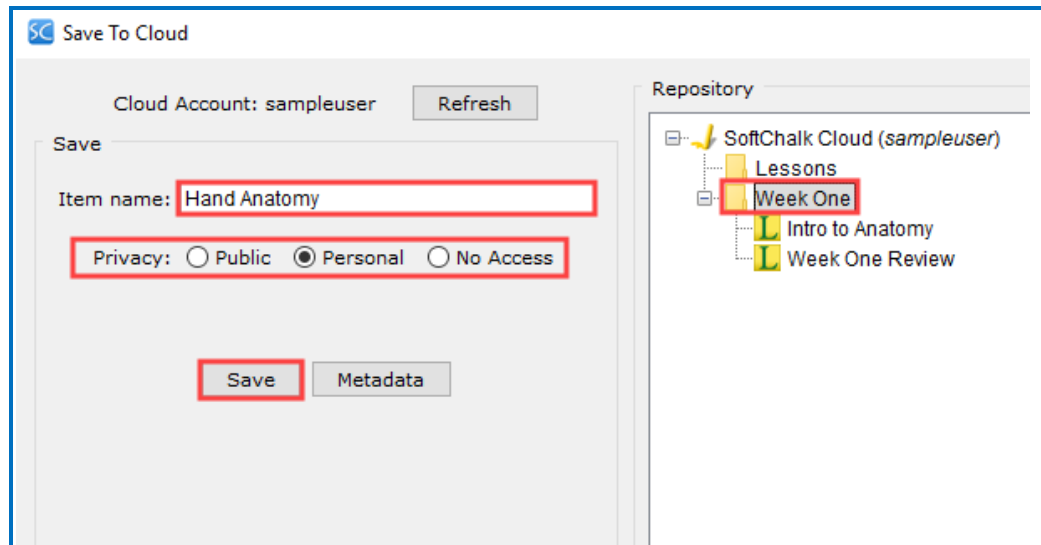 SC Save To Cloud
Cloud Account: sampleuser Refresh
Save
Item name: Hand Anatomy
Privacy: Public Personal No Access
Save Metadata
Repository
SoftChalk Cloud (sampleuser)
Lessons
Week One
L Intro to Anatomy
L Week One Review